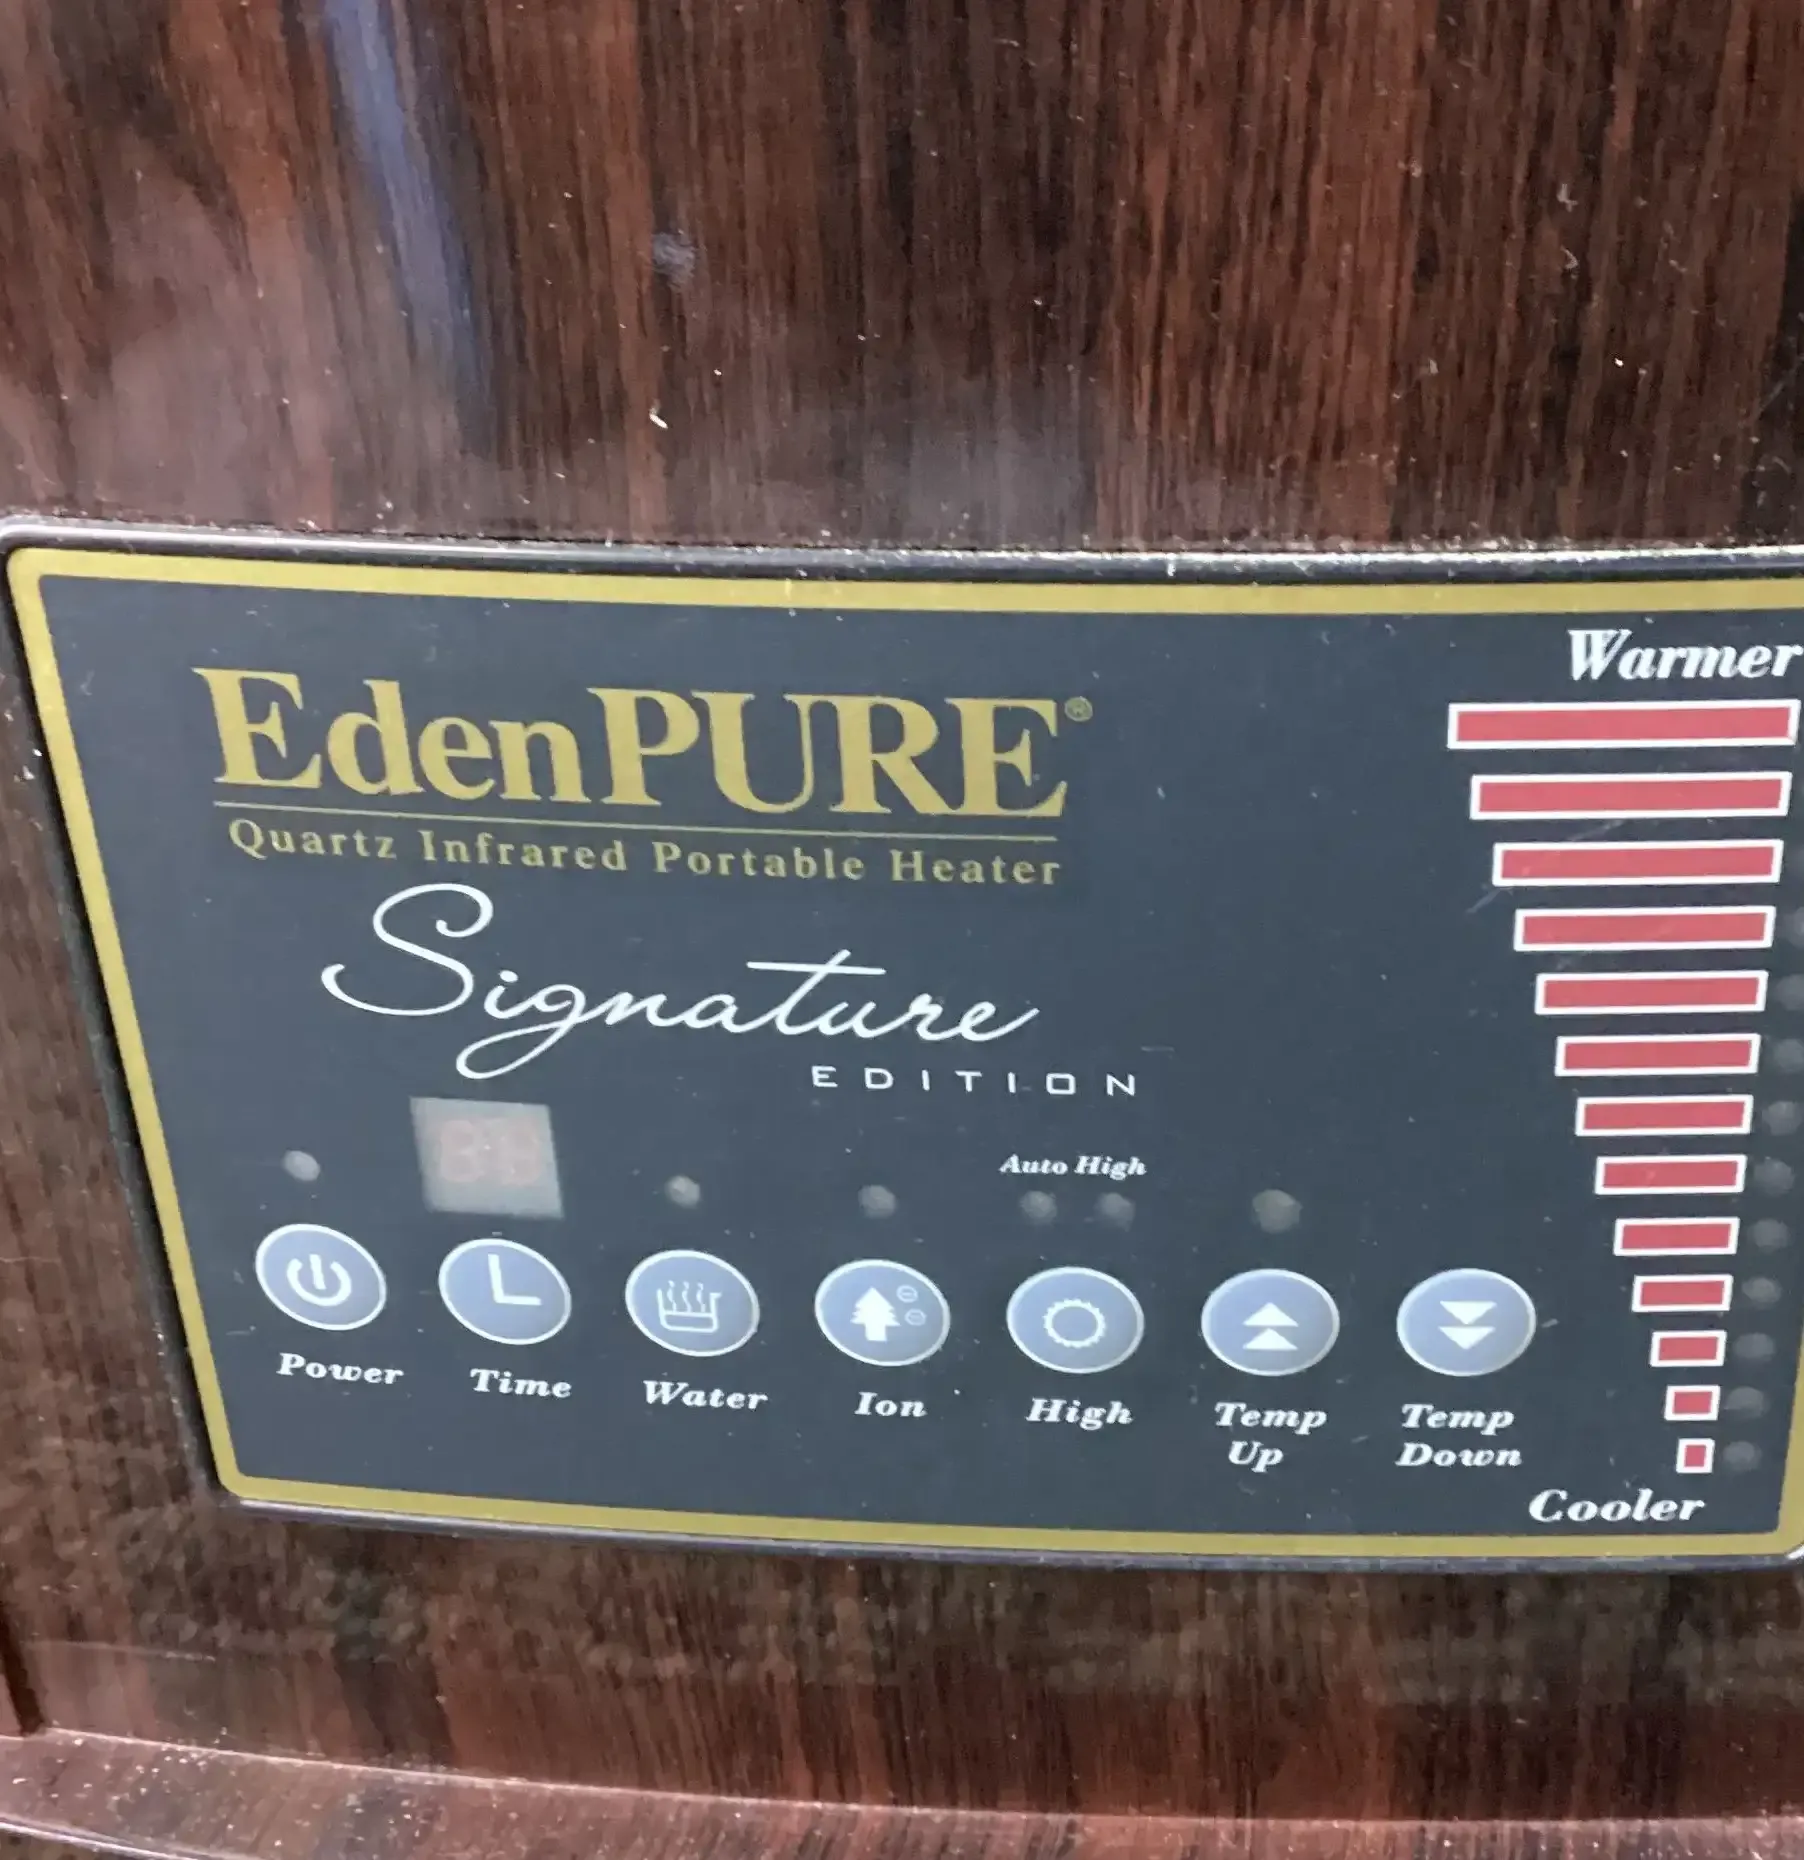 Warmer
EdenPURE®
Quartz Infrared Portable Heater
Signature
EDITION
Auto High
Power
Time
Water
Ion
High
Temp
Up
Temp
Down
Cooler